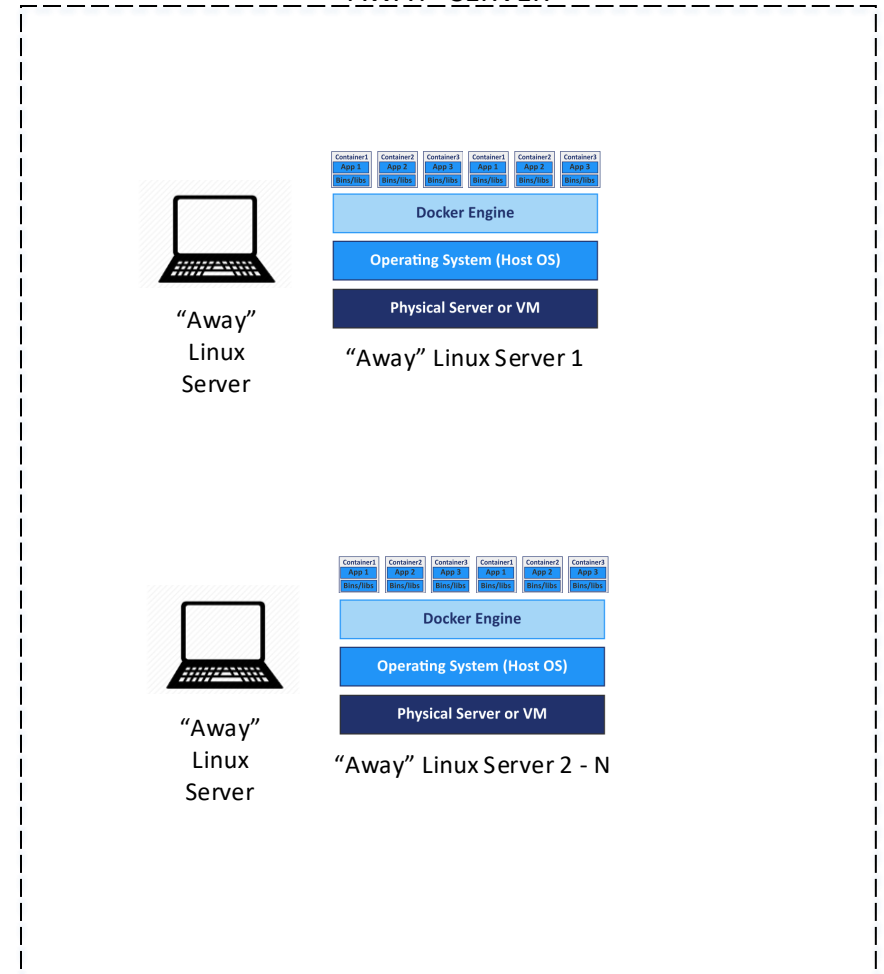 Container1 Container2 Container3 Container1 Container2 Container3
App 1 App 2 App 3 App 1 App 2 App 3
Bins/libs Bins/libs Bins/libs Bins/libs Bins/libs Bins/libs
Docker Engine
Operating System (Host OS)
Physical Server or VM
“Away”
Linux
Server
“Away” Linux Server 1
Container1 Container2 Container3 Container1 Container2 Container3
App 1 App 2 App 3 App 1 App 2 App 3
Bins/libs Bins/libs Bins/libs Bins/libs Bins/libs Bins/libs
Docker Engine
Operating System (Host OS)
Physical Server or VM
“Away”
Linux
Server
“Away” Linux Server 2 - N